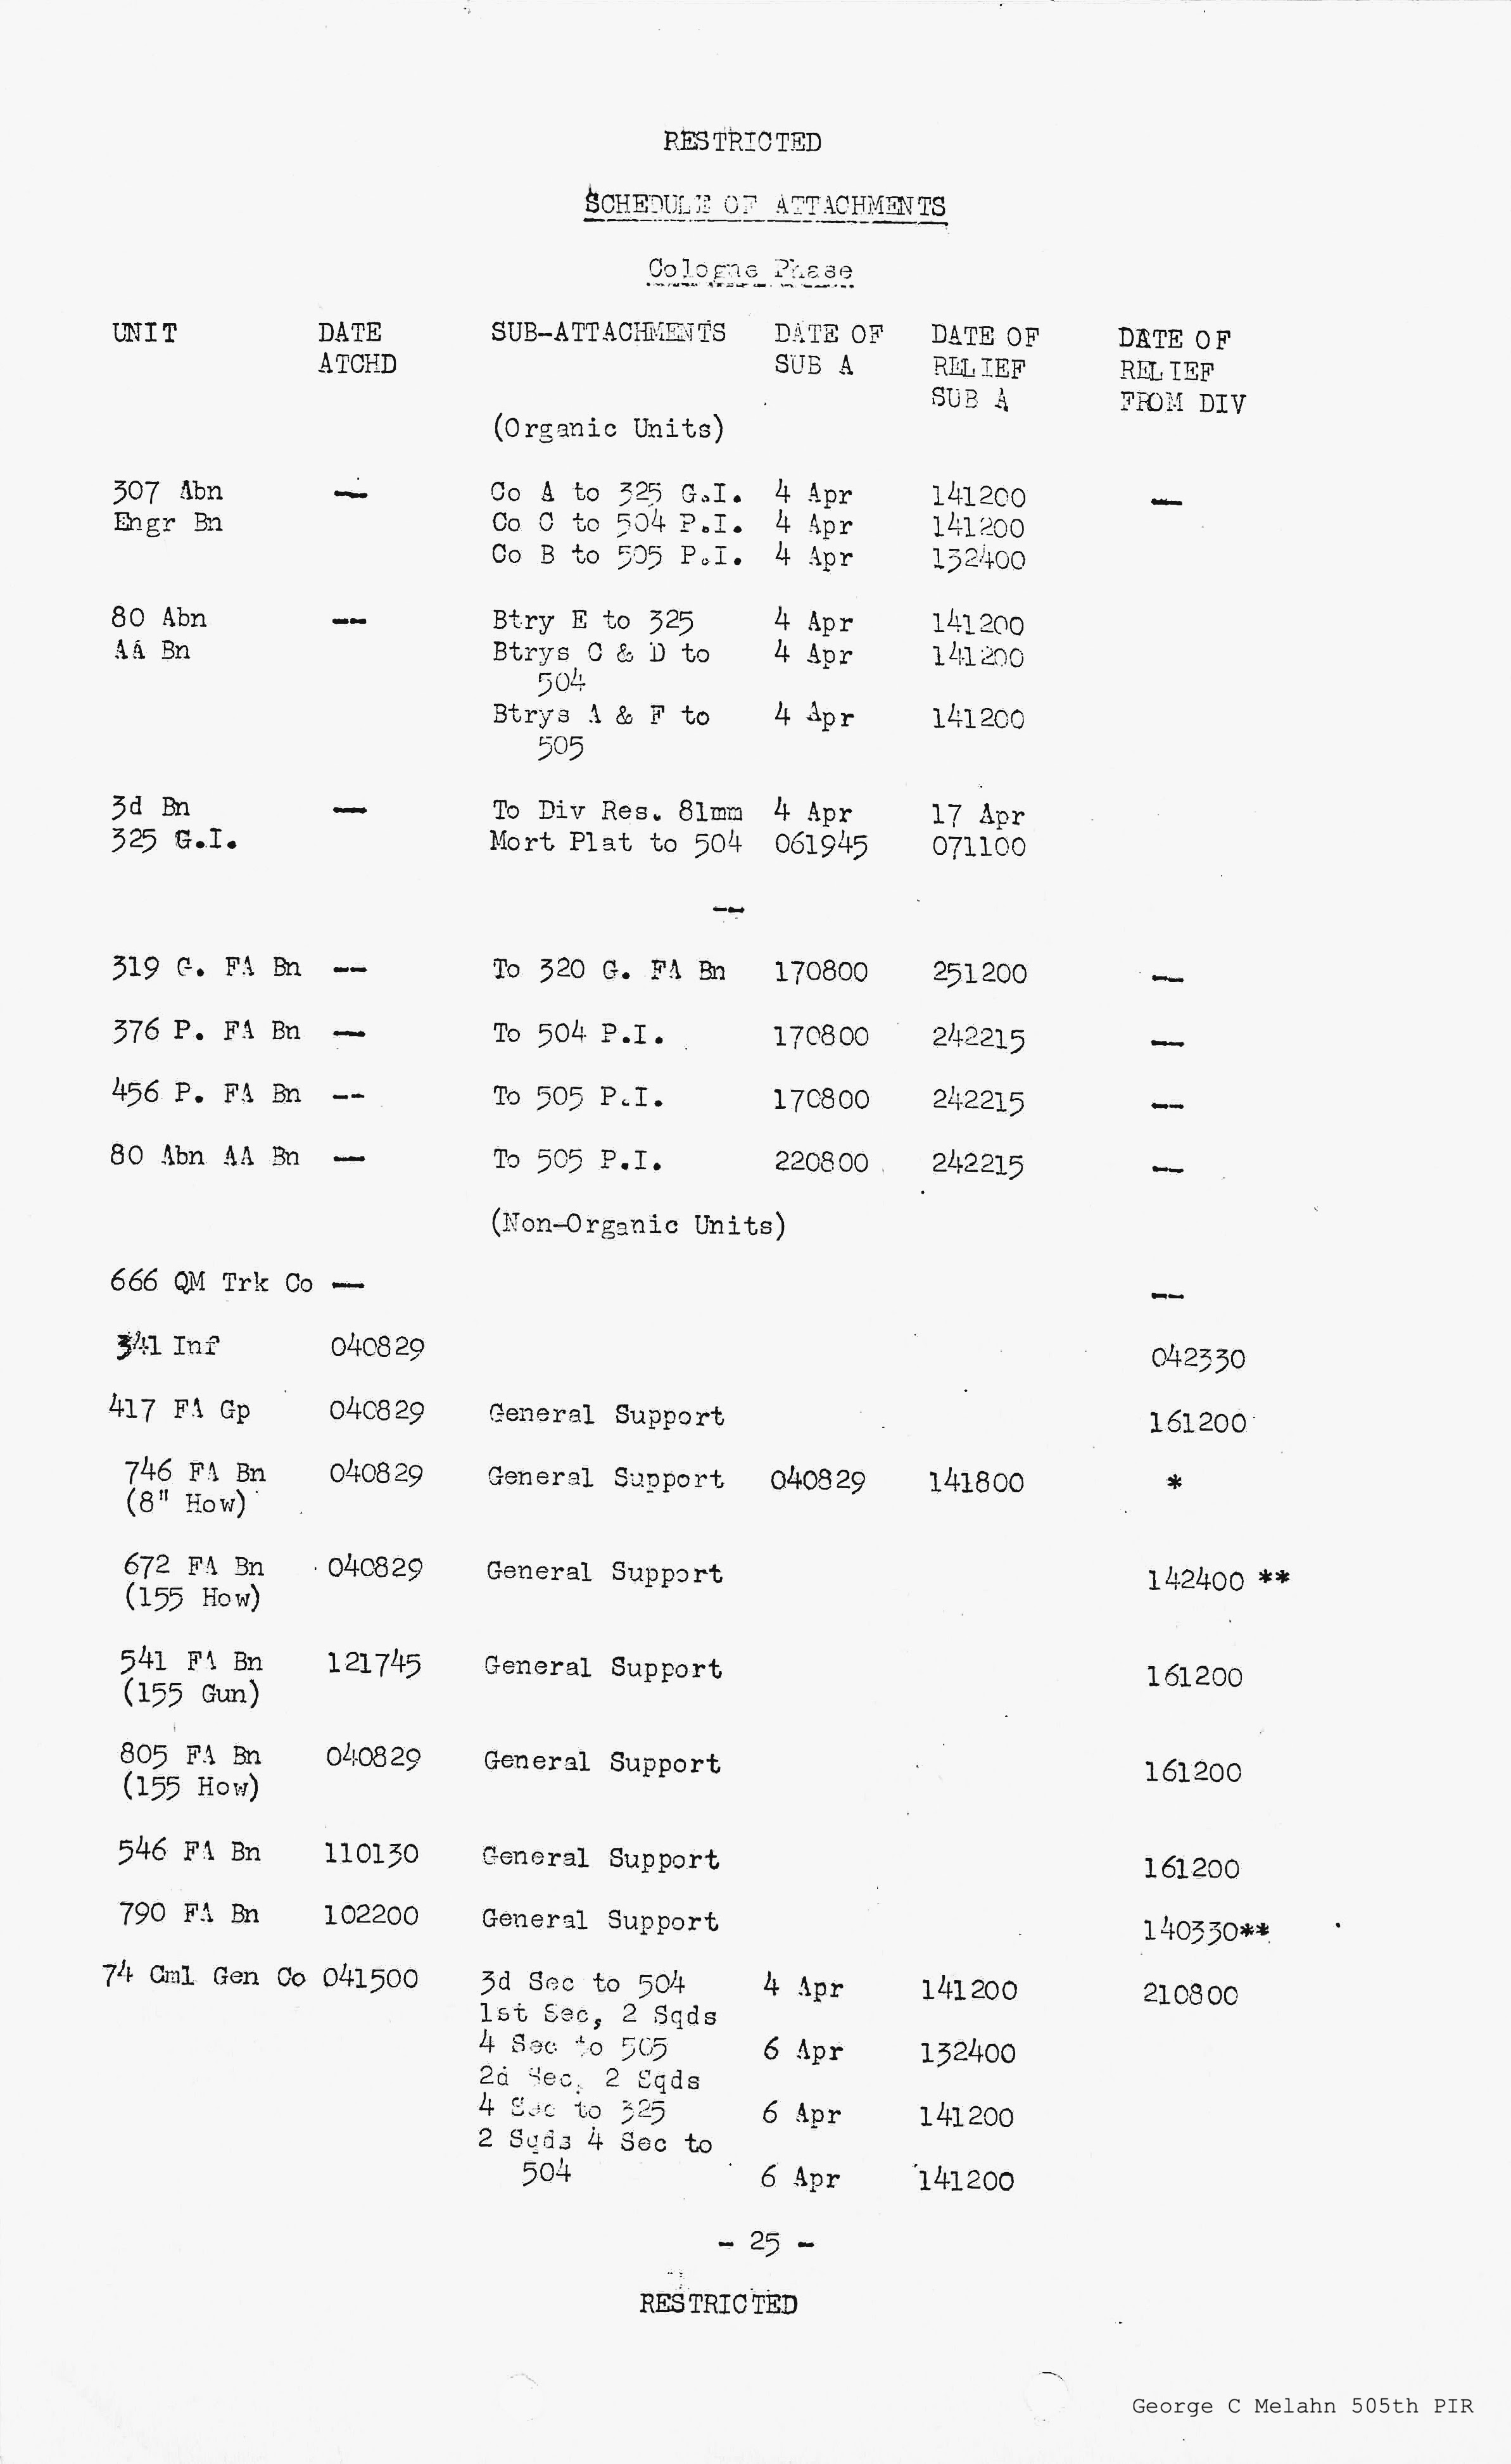 RESTRICTED
SCHEDULE OF ATTACHMENTS
Cologne Phase
UNIT DATE SUB-ATTACHMENTS DATE OF DATE OF DATE OF
ATCHD SUB A RELIEF RELIEF
SUB A FROM DIV
(Organic Units)
307 Abn — Co A to 325 G.I. 4 Apr 141200 —
Engr Bn Co C to 504 P.I. 4 Apr 141200
Co B to 505 P.I. 4 Apr 132400
80 Abn -- Btry E to 325 4 Apr 141200
AA Bn Btrys C & D to 4 Apr 141200
504
Btrys A & F to 4 Apr 141200
505
3d Bn — To Div Res. 81mm 4 Apr 17 Apr
325 G.I. Mort Plat to 504 061945 071100
--
319 G. FA Bn -- To 320 G. FA Bn 170800 251200 --
376 P. FA Bn — To 504 P.I. 170800 242215 —
456 P. FA Bn -- To 505 P.I. 170800 242215 --
80 Abn AA Bn — To 505 P.I. 220800 242215 --
(Non-Organic Units)
666 QM Trk Co — --
341 Inf 040829 042330
417 FA Gp 040829 General Support 161200
746 FA Bn 040829 General Support 040829 141800 *
(8" How)
672 FA Bn 040829 General Support 142400 **
(155 How)
541 FA Bn 121745 General Support 161200
(155 Gun)
805 FA Bn 040829 General Support 161200
(155 How)
546 FA Bn 110130 General Support 161200
790 FA Bn 102200 General Support 140330**
74 Cml Gen Co 041500 3d Sec to 504 4 Apr 141200 210800
1st Sec, 2 Sqds
4 Sec to 505 6 Apr 132400
2d Sec, 2 Sqds
4 Sec to 325 6 Apr 141200
2 Sqds 4 Sec to
504 6 Apr 141200
- 25 -
RESTRICTED
George C Melahn 505th PIR